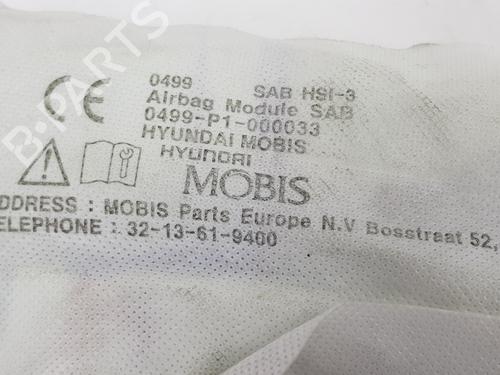 B-PARTS
0499 SAB HSI-3
CE Airbag Module SAB
0499-P1-000033
HYUNDAI MOBIS
HYUNDAI
MOBIS
DDRESS : MOBIS Parts Europe N.V Bosstraat 52,
ELEPHONE : 32-13-61-9400